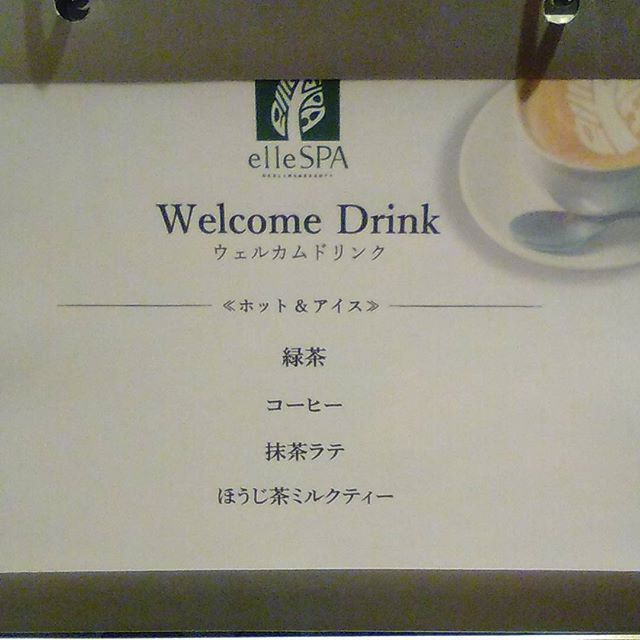 elleSPA
Welcome Drink
ウェルカムドリンク
≪ホット&アイス≫
緑茶
コーヒー
抹茶ラテ
ほうじ茶ミルクティー